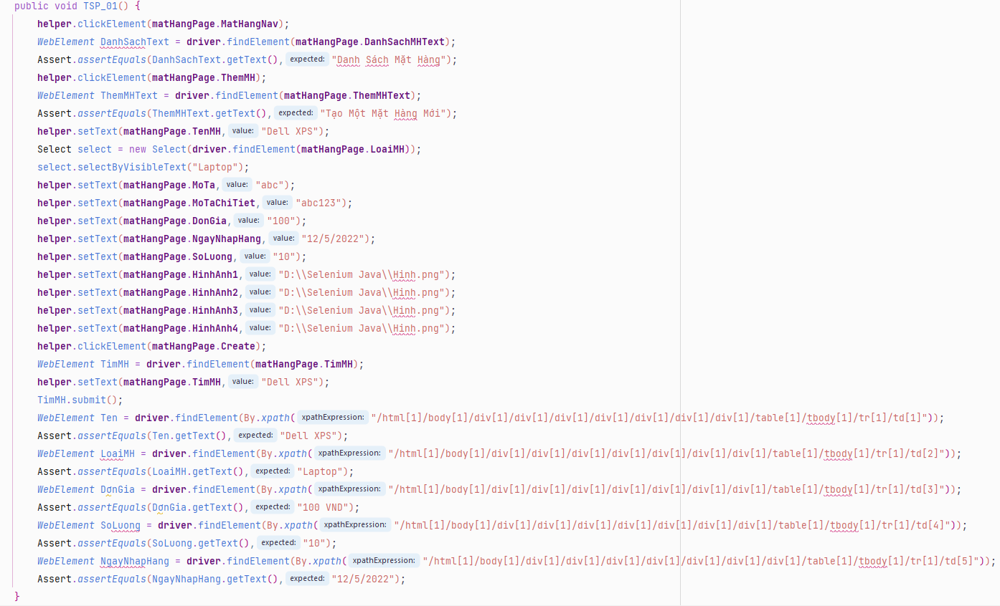 public void TSP_01() {
helper.clickElement(matHangPage.MatHangNav);
WebElement DanhSachText = driver.findElement(matHangPage.DanhSachMHText);
Assert.assertEquals(DanhSachText.getText(), expected: "Danh Sách Mặt Hàng");
helper.clickElement(matHangPage.ThemMH);
WebElement ThemMHText = driver.findElement(matHangPage.ThemMHText);
Assert.assertEquals(ThemMHText.getText(), expected: "Tạo Một Mặt Hàng Mới");
helper.setText(matHangPage.TenMH, value: "Dell XPS");
Select select = new Select(driver.findElement(matHangPage.LoaiMH));
select.selectByVisibleText("Laptop");
helper.setText(matHangPage.MoTa, value: "abc");
helper.setText(matHangPage.MoTaChiTiet, value: "abc123");
helper.setText(matHangPage.DonGia, value: "100");
helper.setText(matHangPage.NgayNhapHang, value: "12/5/2022");
helper.setText(matHangPage.SoLuong, value: "10");
helper.setText(matHangPage.HinhAnh1, value: "D:\\Selenium Java\\Hinh.png");
helper.setText(matHangPage.HinhAnh2, value: "D:\\Selenium Java\\Hinh.png");
helper.setText(matHangPage.HinhAnh3, value: "D:\\Selenium Java\\Hinh.png");
helper.setText(matHangPage.HinhAnh4, value: "D:\\Selenium Java\\Hinh.png");
helper.clickElement(matHangPage.Create);
WebElement TimMH = driver.findElement(matHangPage.TimMH);
helper.setText(matHangPage.TimMH, value: "Dell XPS");
TimMH.submit();
WebElement Ten = driver.findElement(By.xpath( xpathExpression: "/html[1]/body[1]/div[1]/div[1]/div[1]/div[1]/div[1]/div[1]/div[1]/div[1]/table[1]/tbody[1]/tr[1]/td[1]"));
Assert.assertEquals(Ten.getText(), expected: "Dell XPS");
WebElement LoaiMH = driver.findElement(By.xpath( xpathExpression: "/html[1]/body[1]/div[1]/div[1]/div[1]/div[1]/div[1]/div[1]/div[1]/div[1]/table[1]/tbody[1]/tr[1]/td[2]"));
Assert.assertEquals(LoaiMH.getText(), expected: "Laptop");
WebElement DơnGia = driver.findElement(By.xpath( xpathExpression: "/html[1]/body[1]/div[1]/div[1]/div[1]/div[1]/div[1]/div[1]/div[1]/div[1]/table[1]/tbody[1]/tr[1]/td[3]"));
Assert.assertEquals(DơnGia.getText(), expected: "100 VND");
WebElement SoLuong = driver.findElement(By.xpath( xpathExpression: "/html[1]/body[1]/div[1]/div[1]/div[1]/div[1]/div[1]/div[1]/div[1]/div[1]/table[1]/tbody[1]/tr[1]/td[4]"));
Assert.assertEquals(SoLuong.getText(), expected: "10");
WebElement NgayNhapHang = driver.findElement(By.xpath( xpathExpression: "/html[1]/body[1]/div[1]/div[1]/div[1]/div[1]/div[1]/div[1]/div[1]/div[1]/table[1]/tbody[1]/tr[1]/td[5]"));
Assert.assertEquals(NgayNhapHang.getText(), expected: "12/5/2022");
}